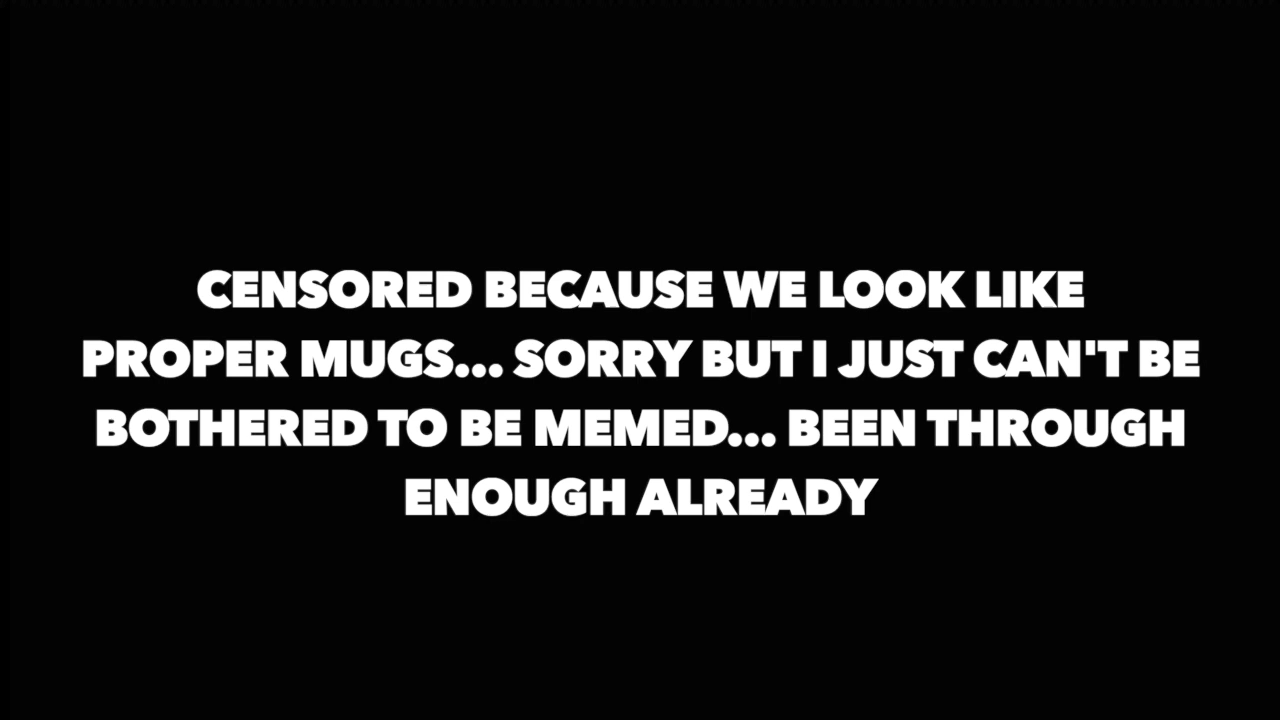 CENSORED BECAUSE WE LOOK LIKE
PROPER MUGS... SORRY BUT I JUST CAN'T BE
BOTHERED TO BE MEMED... BEEN THROUGH
ENOUGH ALREADY